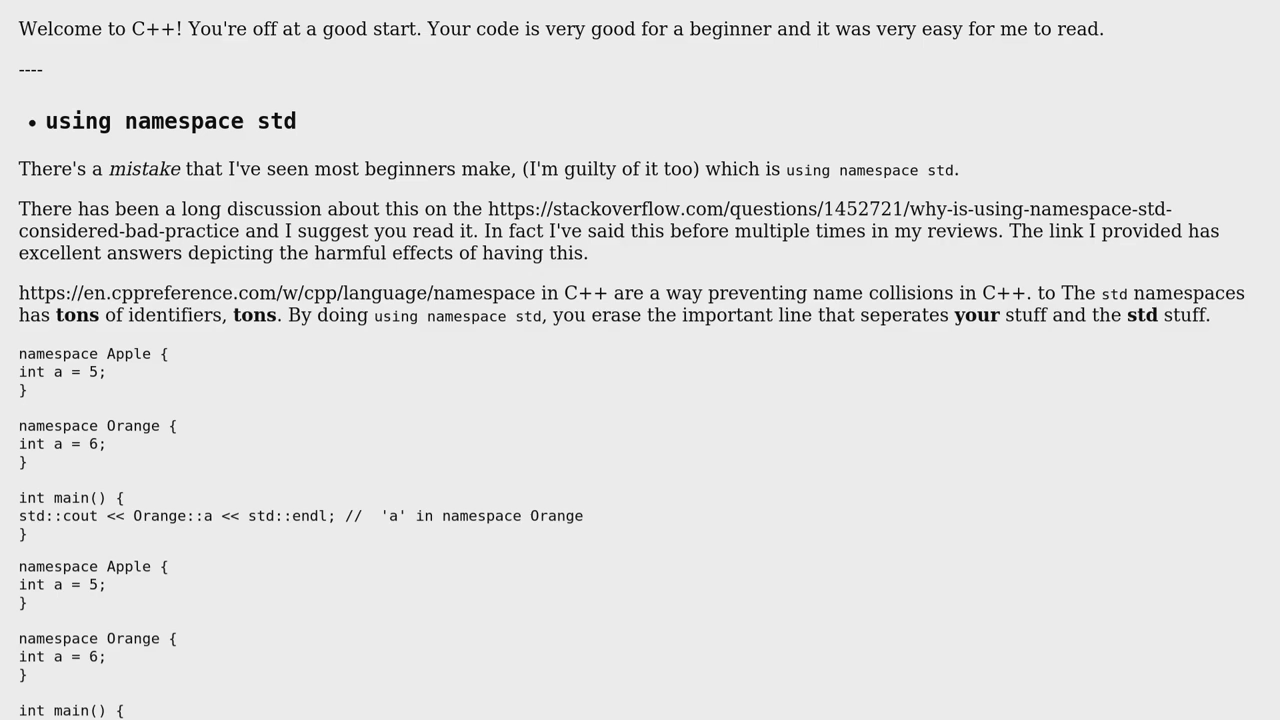 Welcome to C++! You're off at a good start. Your code is very good for a beginner and it was very easy for me to read.
----
• using namespace std
There's a mistake that I've seen most beginners make, (I'm guilty of it too) which is using namespace std.
There has been a long discussion about this on the https://stackoverflow.com/questions/1452721/why-is-using-namespace-std-
considered-bad-practice and I suggest you read it. In fact I've said this before multiple times in my reviews. The link I provided has
excellent answers depicting the harmful effects of having this.
https://en.cppreference.com/w/cpp/language/namespace in C++ are a way preventing name collisions in C++. to The std namespaces
has tons of identifiers, tons. By doing using namespace std, you erase the important line that seperates your stuff and the std stuff.
namespace Apple {
int a = 5;
}
namespace Orange {
int a = 6;
}
int main() {
std::cout << Orange::a << std::endl; //  'a' in namespace Orange
}
namespace Apple {
int a = 5;
}
namespace Orange {
int a = 6;
}
int main() {